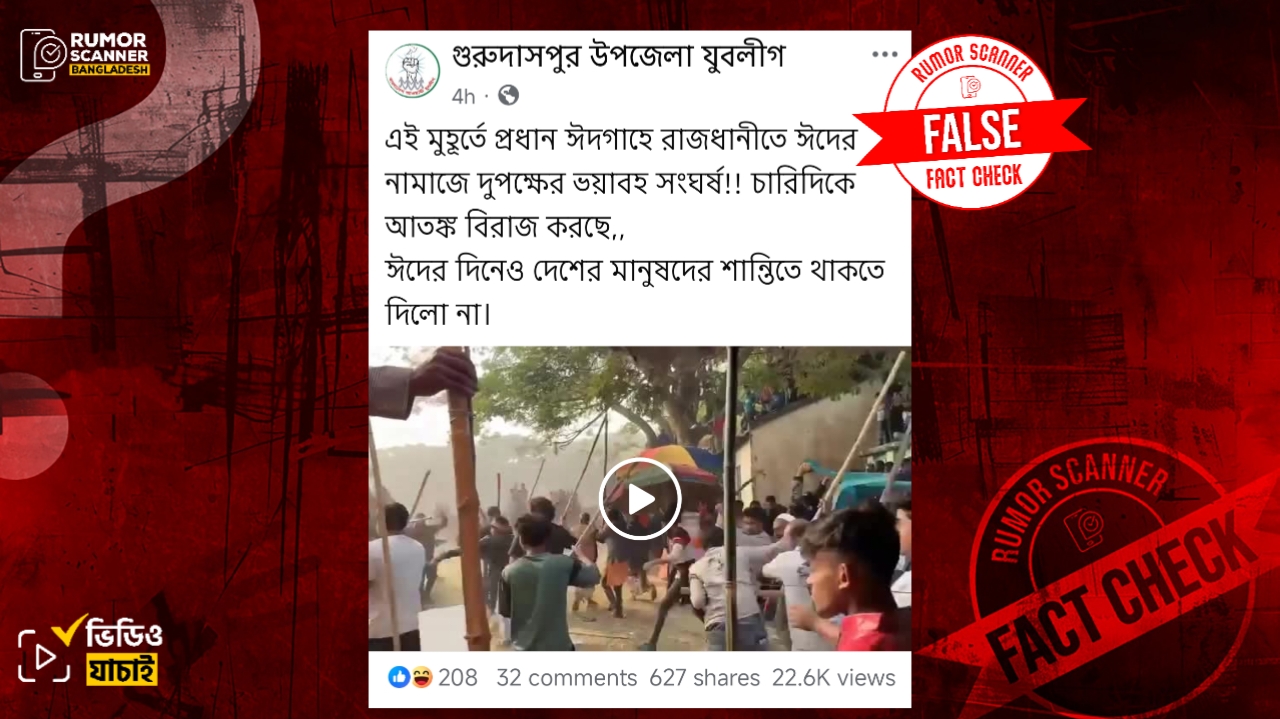 RUMOR
SCANNER
BANGLADESH
গুরুদাসপুর উপজেলা যুবলীগ
4h ·
এই মুহূর্তে প্রধান ঈদগাহে রাজধানীতে ঈদের
নামাজে দুপক্ষের ভয়াবহ সংঘর্ষ!! চারিদিকে
আতঙ্ক বিরাজ করছে,,
ঈদের দিনেও দেশের মানুষদের শান্তিতে থাকতে
দিলো না।
RUMOR SCANNER
FALSE
FACT CHECK
208 32 comments 627 shares 22.6K views
ভিডিও
যাচাই
RUMOR SCANNER
FACT CHECK